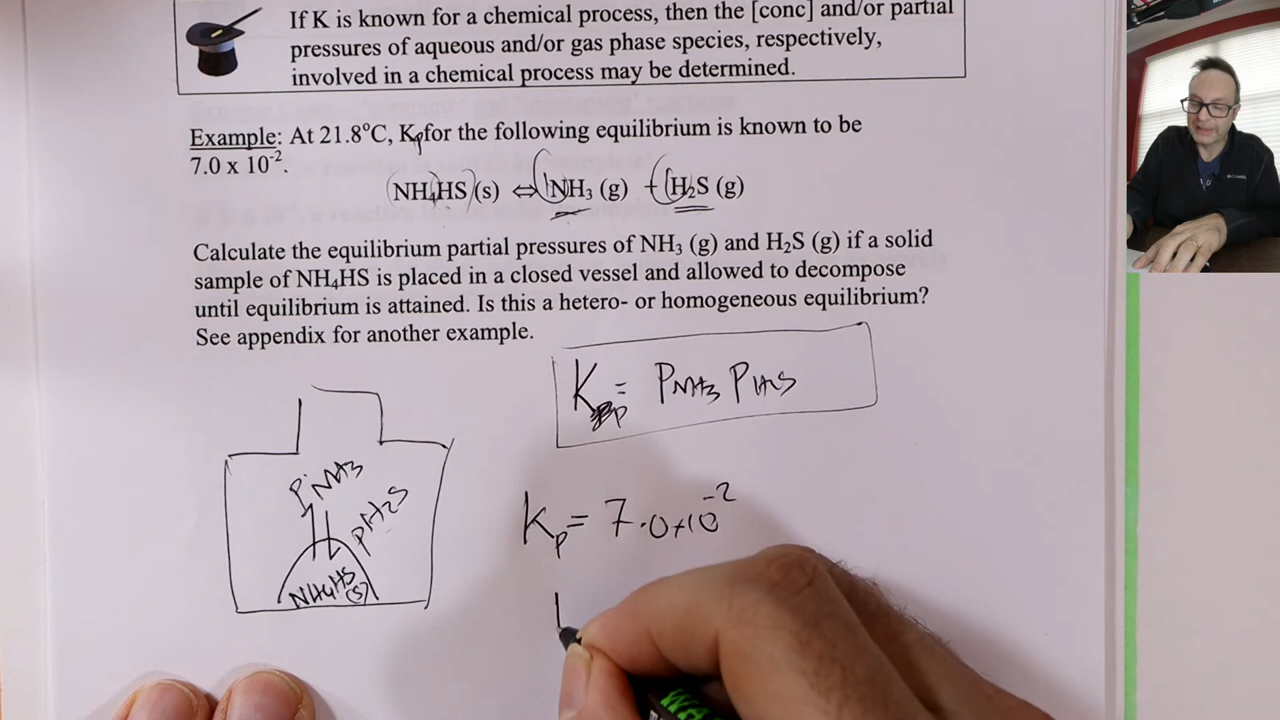 If K is known for a chemical process, then the [conc] and/or partial
pressures of aqueous and/or gas phase species, respectively,
involved in a chemical process may be determined.
Example: At 21.8°C, Kp for the following equilibrium is known to be
7.0 x 10⁻².
NH₄HS (s) ⇔ NH₃ (g) + H₂S (g)
Calculate the equilibrium partial pressures of NH₃ (g) and H₂S (g) if a solid
sample of NH₄HS is placed in a closed vessel and allowed to decompose
until equilibrium is attained. Is this a hetero- or homogeneous equilibrium?
See appendix for another example.
Kp = PNH₃ PH₂S
PNH₃
PH₂S
NH₄HS
(s)
Kp = 7.0x10⁻²